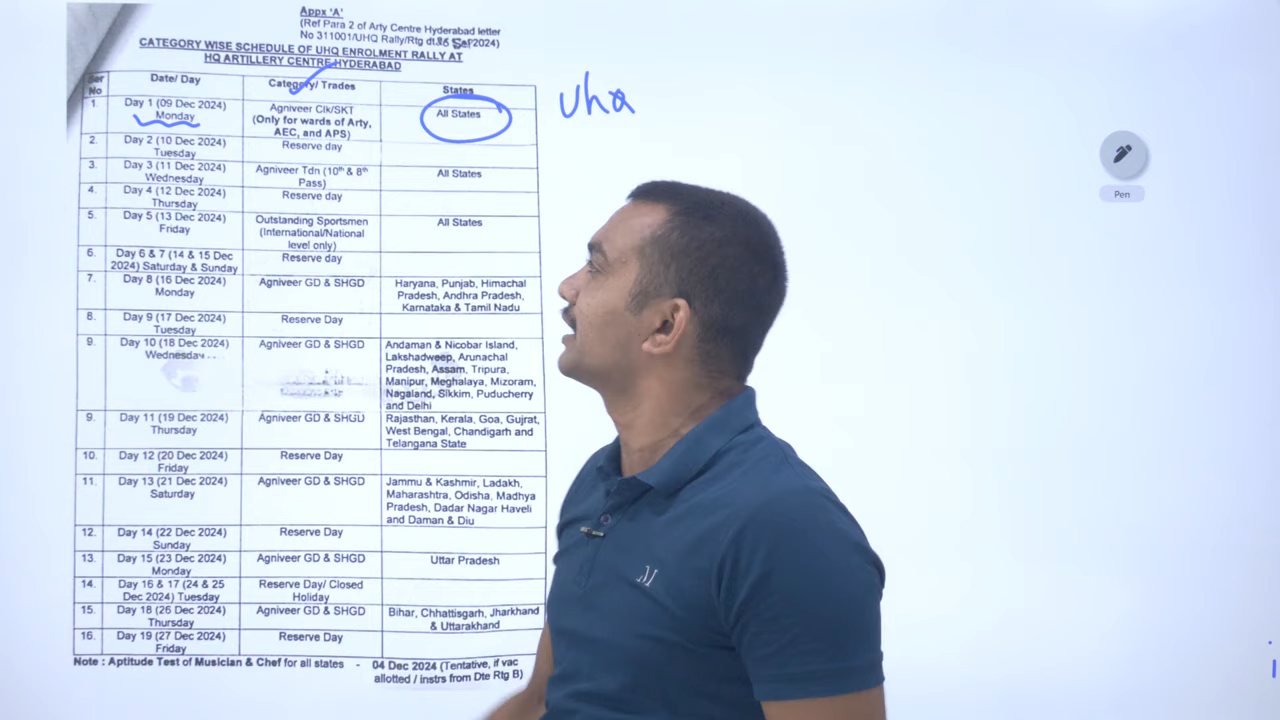 Appx 'A'
(Ref Para 2 of Arty Centre Hyderabad letter
No 311001/UHQ Rally/Rtg dt 26 Sep 2024)
CATEGORY WISE SCHEDULE OF UHQ ENROLMENT RALLY AT
HQ ARTILLERY CENTRE HYDERABAD
Ser No Date/ Day Category/ Trades States
1. Day 1 (09 Dec 2024) Agniveer Clk/SKT All States
Monday (Only for wards of Arty,
AEC, and APS)
2. Day 2 (10 Dec 2024) Reserve day
Tuesday
3. Day 3 (11 Dec 2024) Agniveer Tdn (10th & 8th All States
Wednesday Pass)
4. Day 4 (12 Dec 2024) Reserve day
Thursday
5. Day 5 (13 Dec 2024) Outstanding Sportsmen All States
Friday (International/National
level only)
6. Day 6 & 7 (14 & 15 Dec Reserve day
2024) Saturday & Sunday
7. Day 8 (16 Dec 2024) Agniveer GD & SHGD Haryana, Punjab, Himachal
Monday Pradesh, Andhra Pradesh,
Karnataka & Tamil Nadu
8. Day 9 (17 Dec 2024) Reserve Day
Tuesday
9. Day 10 (18 Dec 2024) Agniveer GD & SHGD Andaman & Nicobar Island,
Wednesday Lakshadweep, Arunachal
Pradesh, Assam, Tripura,
Manipur, Meghalaya, Mizoram,
Nagaland, Sikkim, Puducherry
and Delhi
9. Day 11 (19 Dec 2024) Agniveer GD & SHGD Rajasthan, Kerala, Goa, Gujrat,
Thursday West Bengal, Chandigarh and
Telangana State
10. Day 12 (20 Dec 2024) Reserve Day
Friday
11. Day 13 (21 Dec 2024) Agniveer GD & SHGD Jammu & Kashmir, Ladakh,
Saturday Maharashtra, Odisha, Madhya
Pradesh, Dadar Nagar Haveli
and Daman & Diu
12. Day 14 (22 Dec 2024) Reserve Day
Sunday
13. Day 15 (23 Dec 2024) Agniveer GD & SHGD Uttar Pradesh
Monday
14. Day 16 & 17 (24 & 25 Reserve Day/ Closed
Dec 2024) Tuesday Holiday
15. Day 18 (26 Dec 2024) Agniveer GD & SHGD Bihar, Chhattisgarh, Jharkhand
Thursday & Uttarakhand
16. Day 19 (27 Dec 2024) Reserve Day
Friday
Note : Aptitude Test of Musician & Chef for all states - 04 Dec 2024 (Tentative, if vac
allotted / instrs from Dte Rtg B)
Pen